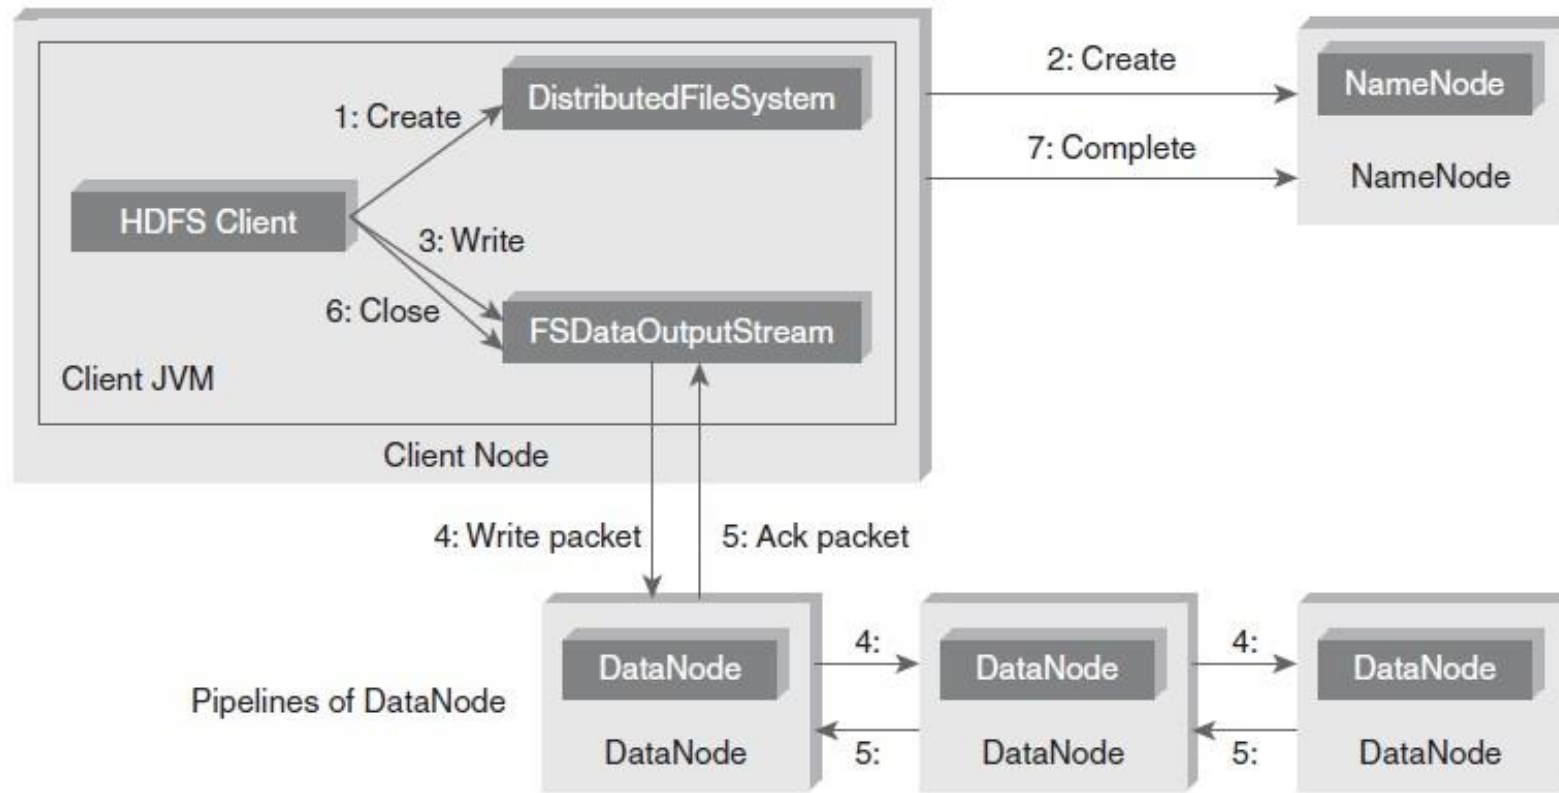 DistributedFileSystem
1: Create
HDFS Client
3: Write
6: Close
FSDataOutputStream
Client JVM
Client Node
2: Create
7: Complete
NameNode
NameNode
4: Write packet
5: Ack packet
Pipelines of DataNode
DataNode
DataNode
4:
5:
DataNode
DataNode
4:
5:
DataNode
DataNode